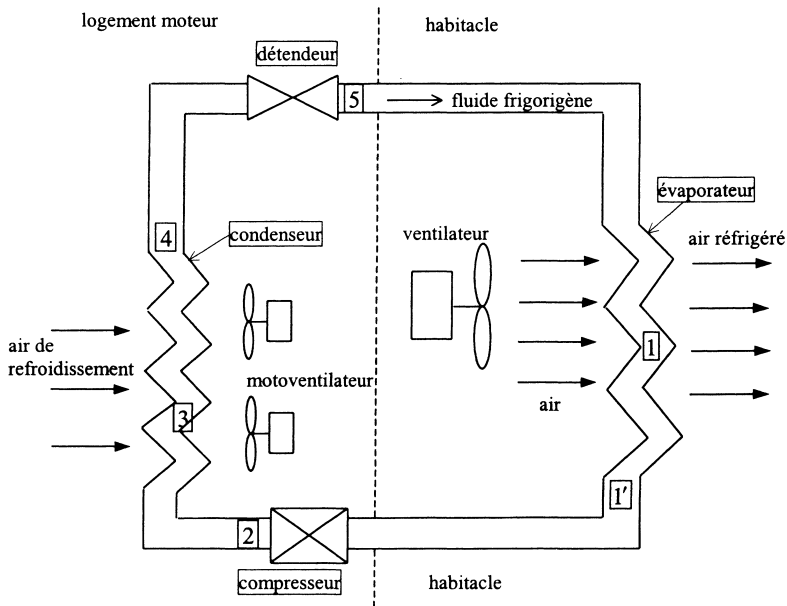 logement moteur
habitacle
détendeur
5
fluide frigorigène
évaporateur
4
condenseur
ventilateur
air réfrigéré
air de
refroidissement
1
motoventilateur
air
3
1'
2
compresseur
habitacle